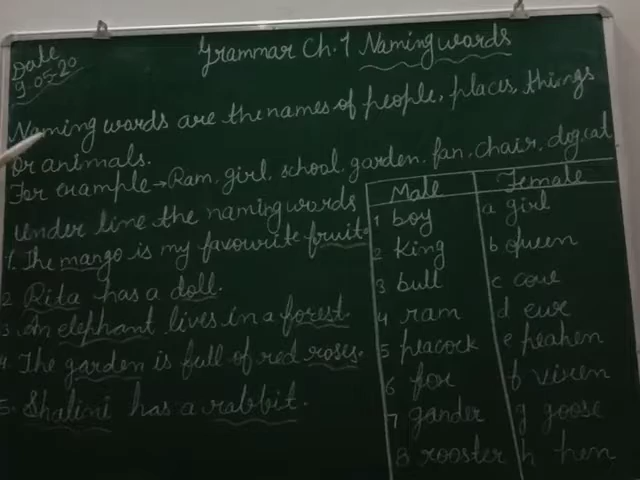 Date
9.05.20
Grammar Ch.1 Naming words
Naming words are the names of people, places, things
or animals.
For example → Ram, girl, school, garden, fan, chair, dog, cat
Under line the naming words
1. The mango is my favourite fruit.
2 Rita has a doll.
3. An elephant lives in a forest.
4. The garden is full of red roses.
5. Shalini has a rabbit.
Male Female
1 boy a girl
2 king b queen
3 bull c cow
4 ram d ewe
5 peacock e peahen
6 fox f vixen
7 gander g goose
8 rooster h hen